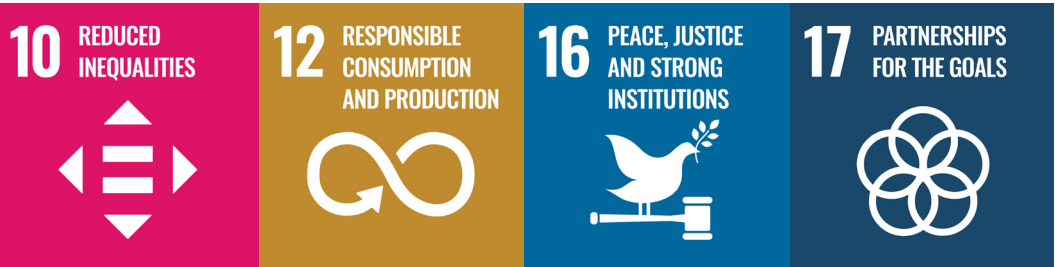 10 REDUCED
INEQUALITIES
12 RESPONSIBLE
CONSUMPTION
AND PRODUCTION
16 PEACE, JUSTICE
AND STRONG
INSTITUTIONS
17 PARTNERSHIPS
FOR THE GOALS